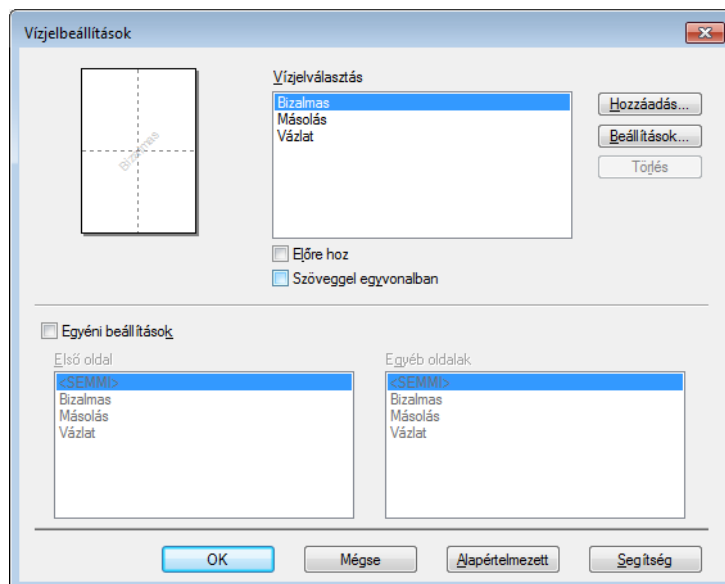 Vízjelbeállítások
Vízjelválasztás
Bizalmas
Másolás
Vázlat
Hozzáadás...
Beállítások...
Törlés
Bizalmas
Előre hoz
Szöveggel egyvonalban
Egyéni beállítások
Első oldal
<SEMMI>
Bizalmas
Másolás
Vázlat
Egyéb oldalak
<SEMMI>
Bizalmas
Másolás
Vázlat
OK
Mégse
Alapértelmezett
Segítség